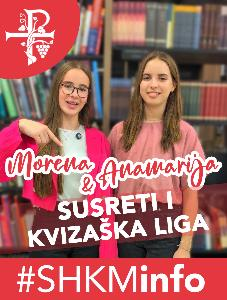 Morena
& Anamarija
SUSRETI I
KVIZAŠKA LIGA
#SHKMinfo